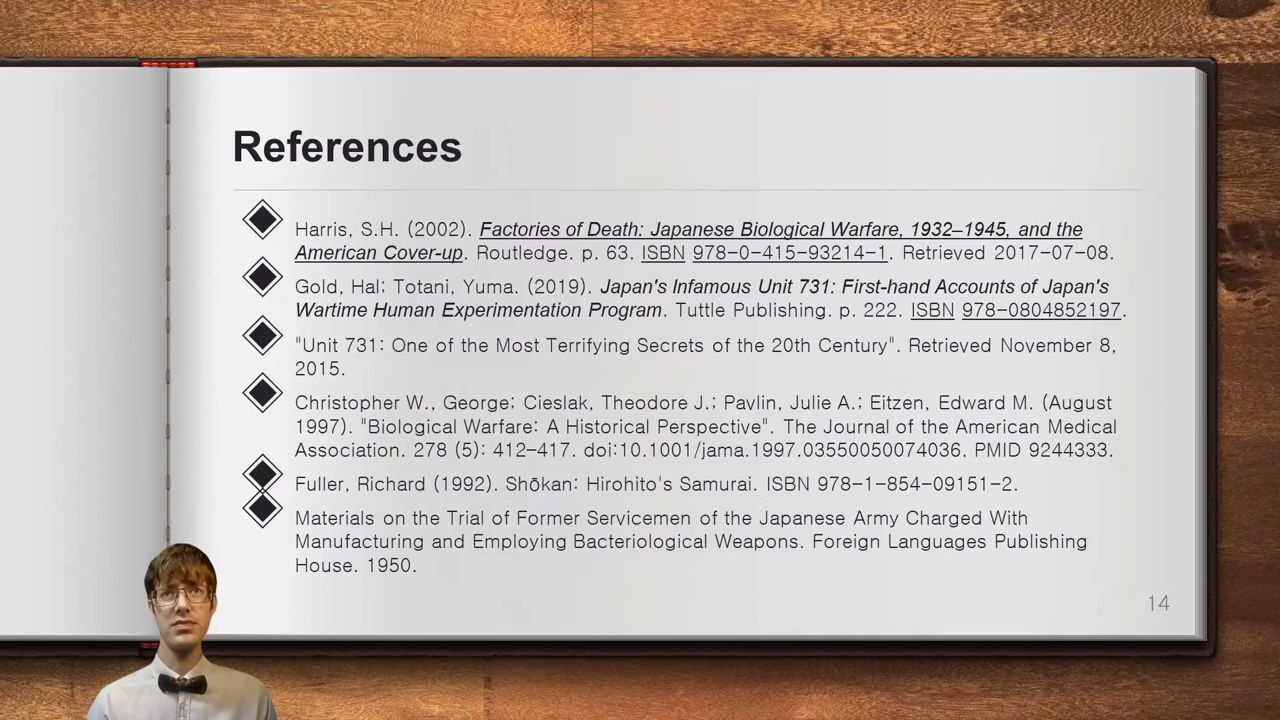 References
Harris, S.H. (2002). Factories of Death: Japanese Biological Warfare, 1932–1945, and the
American Cover-up. Routledge. p. 63. ISBN 978-0-415-93214-1. Retrieved 2017-07-08.
Gold, Hal; Totani, Yuma. (2019). Japan's Infamous Unit 731: First-hand Accounts of Japan's
Wartime Human Experimentation Program. Tuttle Publishing. p. 222. ISBN 978-0804852197.
"Unit 731: One of the Most Terrifying Secrets of the 20th Century". Retrieved November 8,
2015.
Christopher W., George; Cieslak, Theodore J.; Pavlin, Julie A.; Eitzen, Edward M. (August
1997). "Biological Warfare: A Historical Perspective". The Journal of the American Medical
Association. 278 (5): 412–417. doi:10.1001/jama.1997.03550050074036. PMID 9244333.
Fuller, Richard (1992). Shōkan: Hirohito's Samurai. ISBN 978-1-854-09151-2.
Materials on the Trial of Former Servicemen of the Japanese Army Charged With
Manufacturing and Employing Bacteriological Weapons. Foreign Languages Publishing
House. 1950.
14